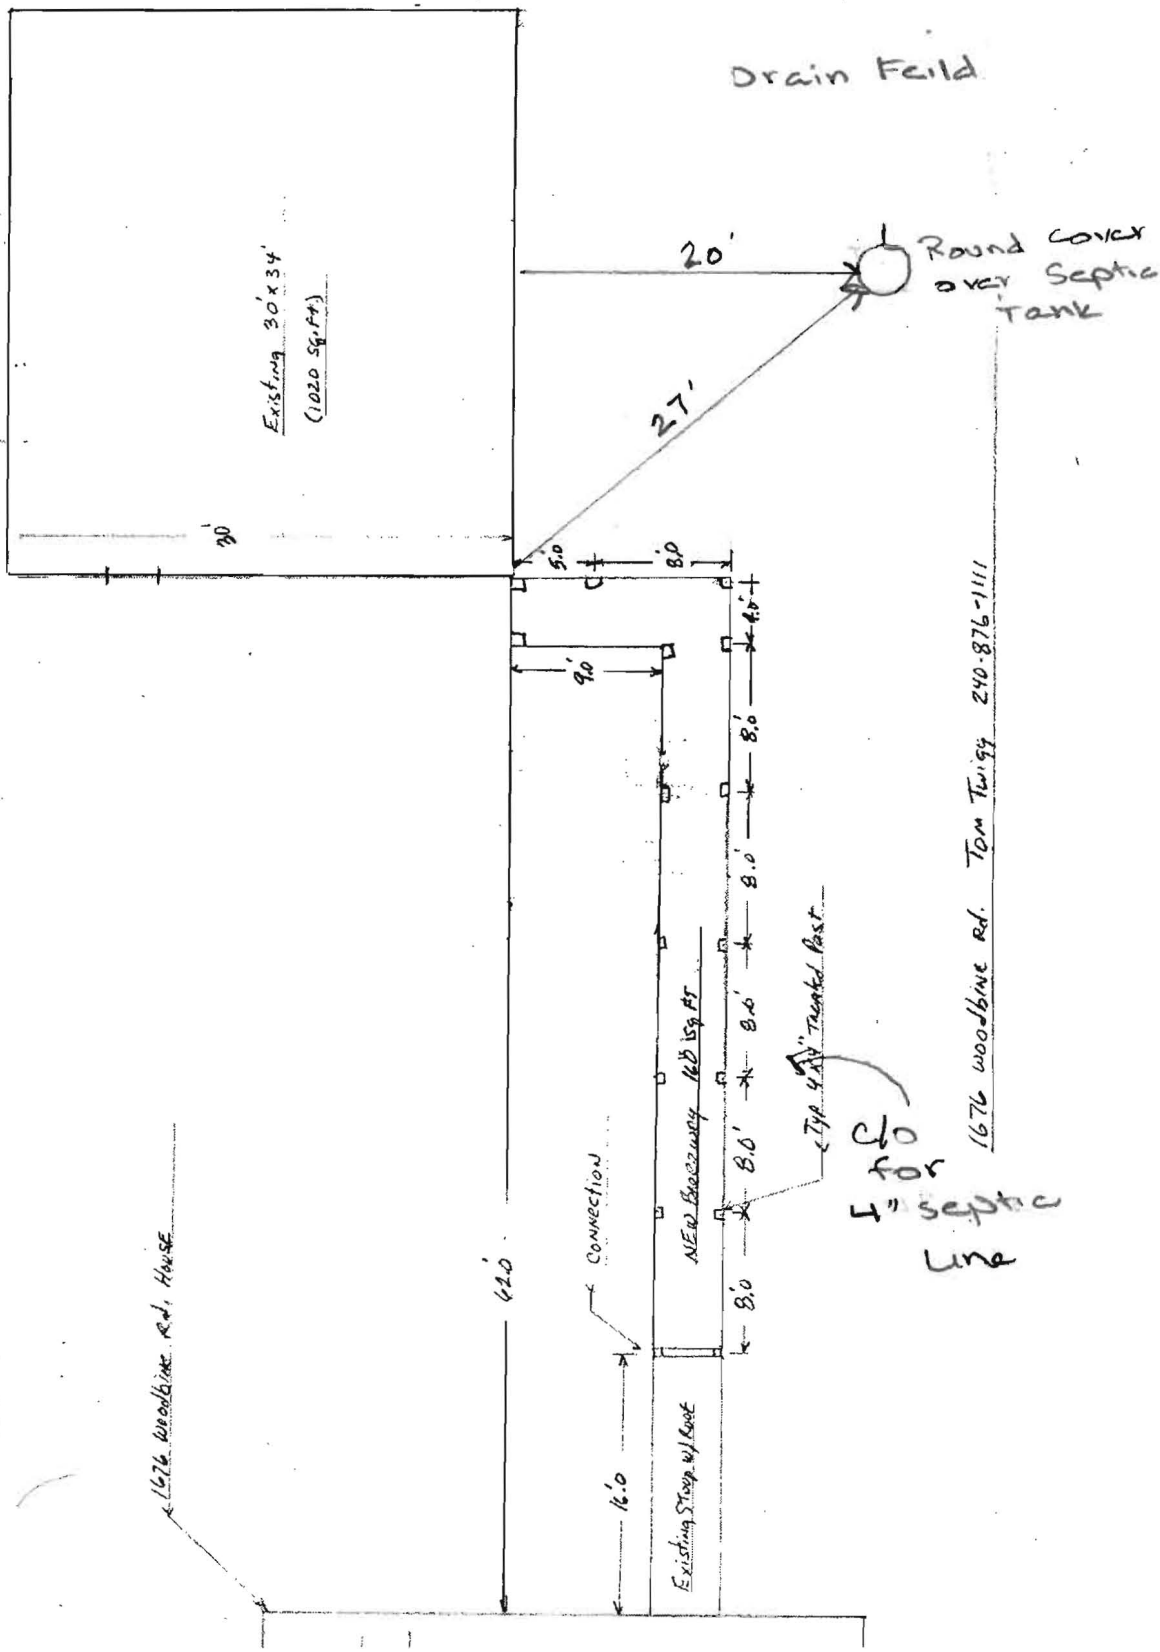 Drain Feild
Existing 30'x34'
(1020 Sq.Ft.)
20'
Round Cover
over Septic
Tank
27'
30'
5.0'
8.0'
4.0'
9.0'
8.0'
8.0'
8.0'
8.0'
8.0'
NEW Breezway 160 sq FT
Typ 4"x4" Treated Post
c/o
for
4" septic
Line
1676 Woodbine Rd. TOM Twigg 240-876-1111
CONNECTION
62.0'
1676 Woodbine Rd. House
16.0'
Existing Stoop w/ Roof